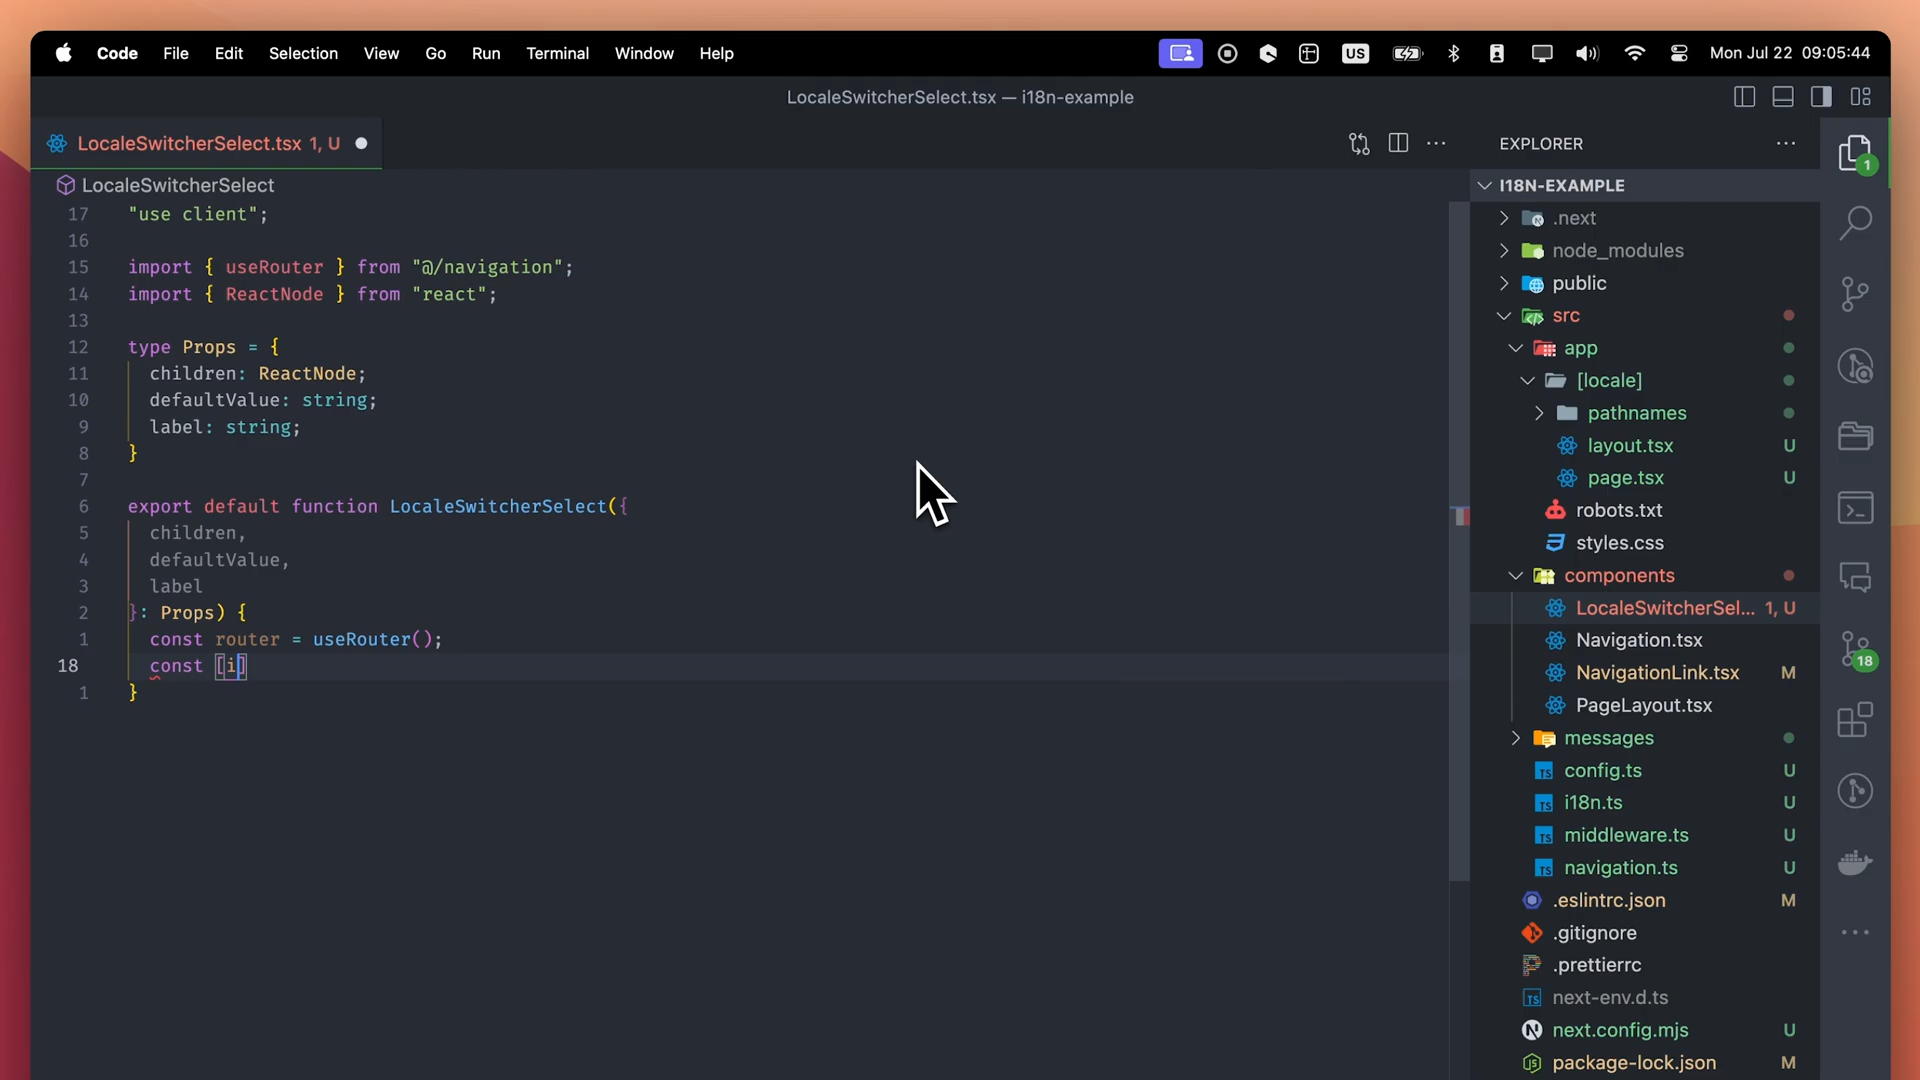 Code File Edit Selection View Go Run Terminal Window Help US Mon Jul 22 09:05:44
LocaleSwitcherSelect.tsx — i18n-example
LocaleSwitcherSelect.tsx 1, U
LocaleSwitcherSelect
17 "use client";
16
15 import { useRouter } from "@/navigation";
14 import { ReactNode } from "react";
13
12 type Props = {
11 children: ReactNode;
10 defaultValue: string;
9 label: string;
8 }
7
6 export default function LocaleSwitcherSelect({
5 children,
4 defaultValue,
3 label
2 }: Props) {
1 const router = useRouter();
18 const [i]
1 }
EXPLORER
I18N-EXAMPLE
.next
node_modules
public
src
app
[locale]
pathnames
layout.tsx U
page.tsx U
robots.txt
styles.css
components
LocaleSwitcherSel... 1, U
Navigation.tsx
NavigationLink.tsx M
PageLayout.tsx
messages
config.ts U
i18n.ts U
middleware.ts U
navigation.ts U
.eslintrc.json M
.gitignore
.prettierrc
next-env.d.ts
next.config.mjs U
package-lock.json M
1
18